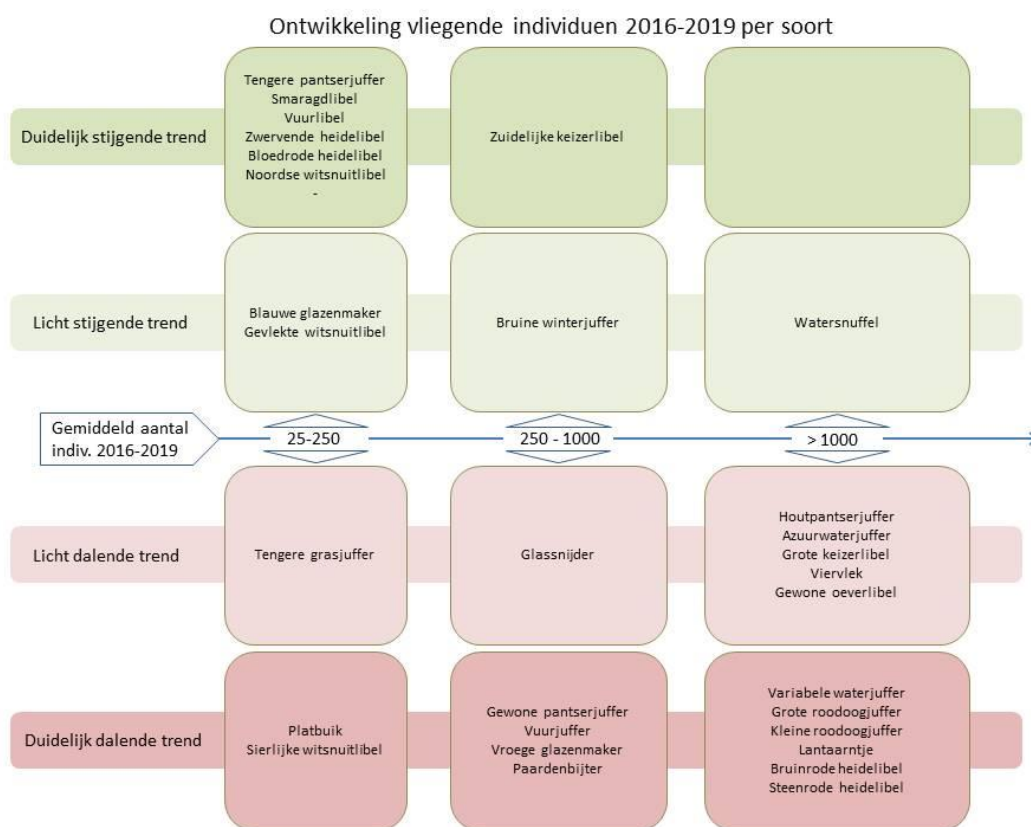 Ontwikkeling vliegende individuen 2016-2019 per soort
Duidelijk stijgende trend
Tengere pantserjuffer
Smaragdlibel
Vuurlibel
Zwervende heidelibel
Bloedrode heidelibel
Noordse witsnuitlibel
-
Zuidelijke keizerlibel
Licht stijgende trend
Blauwe glazenmaker
Gevlekte witsnuitlibel
Bruine winterjuffer
Watersnuffel
Gemiddeld aantal
indiv. 2016-2019
25-250
250 - 1000
> 1000
Licht dalende trend
Tengere grasjuffer
Glassnijder
Houtpantserjuffer
Azuurwaterjuffer
Grote keizerlibel
Viervlek
Gewone oeverlibel
Duidelijk dalende trend
Platbuik
Sierlijke witsnuitlibel
Gewone pantserjuffer
Vuurjuffer
Vroege glazenmaker
Paardenbijter
Variabele waterjuffer
Grote roodoogjuffer
Kleine roodoogjuffer
Lantaarntje
Bruinrode heidelibel
Steenrode heidelibel